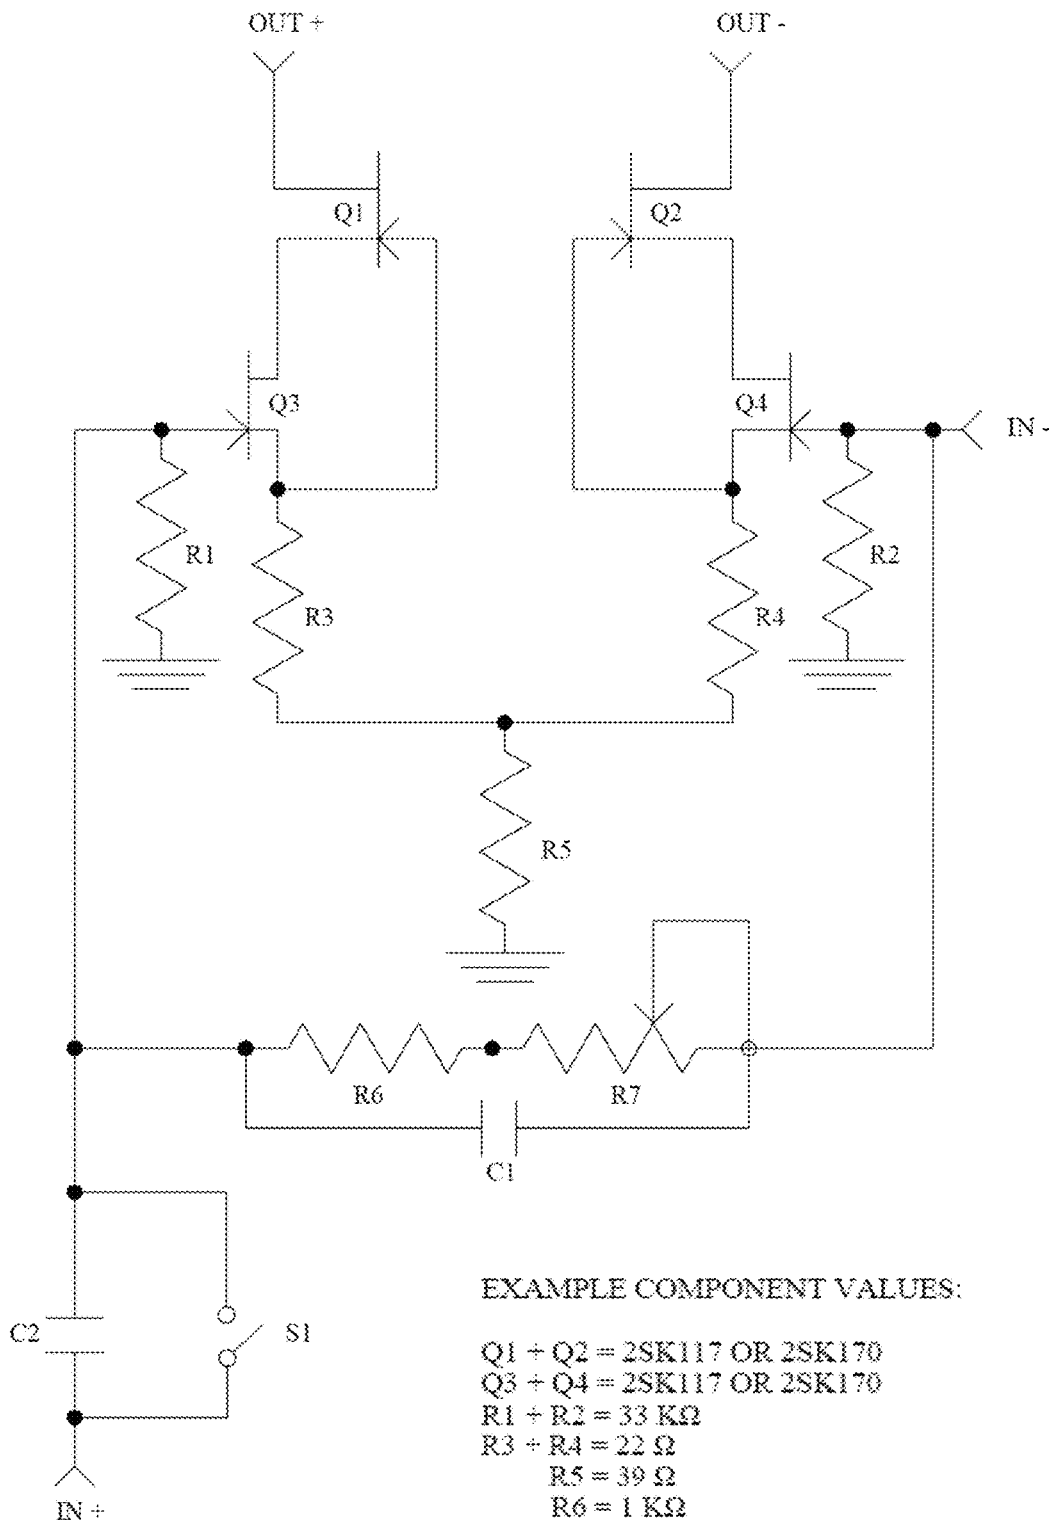 OUT + OUT -
Q1 Q2
Q3 Q4
IN -
R1 R2
R3 R4
R5
R6 R7
C1
C2 S1
IN +
EXAMPLE COMPONENT VALUES:
Q1 + Q2 = 2SK117 OR 2SK170
Q3 + Q4 = 2SK117 OR 2SK170
R1 + R2 = 33 KΩ
R3 + R4 = 22 Ω
R5 = 39 Ω
R6 = 1 KΩ